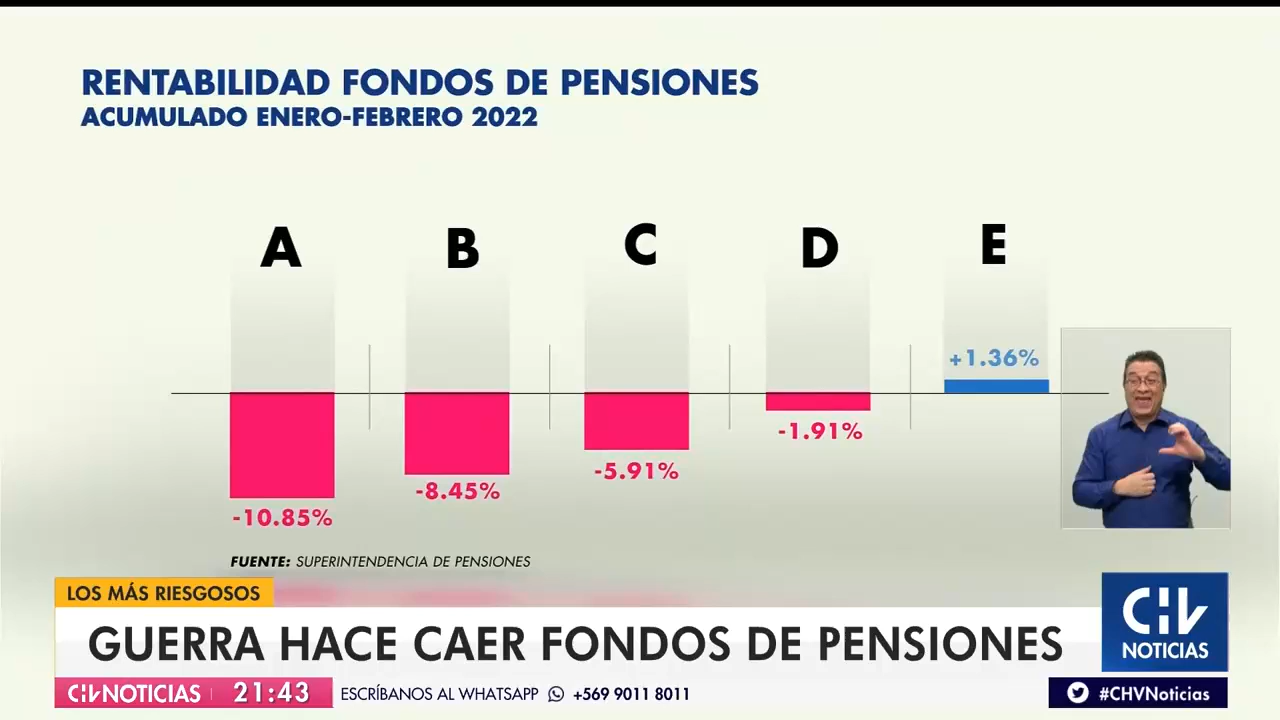 RENTABILIDAD FONDOS DE PENSIONES
ACUMULADO ENERO-FEBRERO 2022
A B C D E
+1.36%
-1.91%
-5.91%
-8.45%
-10.85%
FUENTE: SUPERINTENDENCIA DE PENSIONES
LOS MÁS RIESGOSOS
GUERRA HACE CAER FONDOS DE PENSIONES
CHV
NOTICIAS
CHVNOTICIAS 21:43 ESCRÍBANOS AL WHATSAPP +569 9011 8011 #CHVNoticias